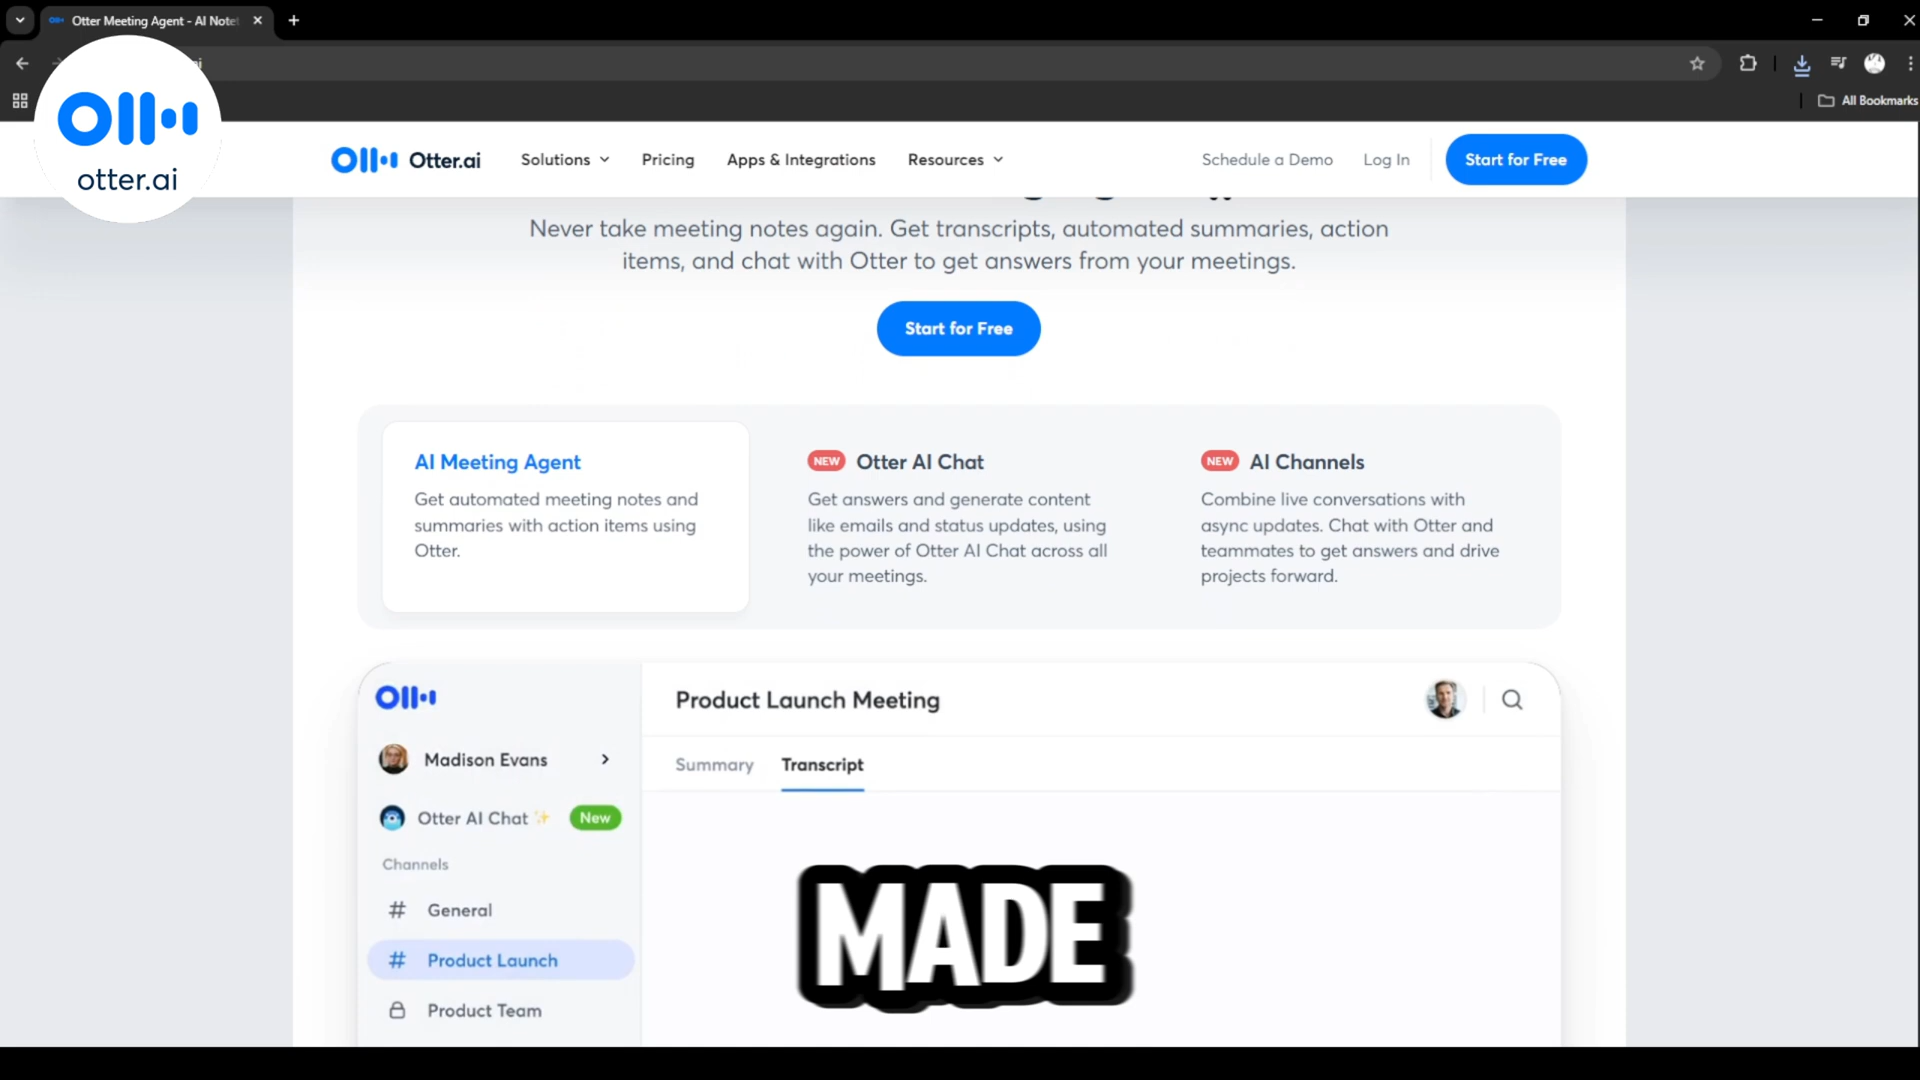 Otter Meeting Agent - AI Note
All Bookmarks
otter.ai
Otter.ai
Solutions
Pricing
Apps & Integrations
Resources
Schedule a Demo
Log In
Start for Free
Never take meeting notes again. Get transcripts, automated summaries, action
items, and chat with Otter to get answers from your meetings.
Start for Free
AI Meeting Agent
Get automated meeting notes and
summaries with action items using
Otter.
NEW Otter AI Chat
Get answers and generate content
like emails and status updates, using
the power of Otter AI Chat across all
your meetings.
NEW AI Channels
Combine live conversations with
async updates. Chat with Otter and
teammates to get answers and drive
projects forward.
Madison Evans
Otter AI Chat New
Channels
# General
# Product Launch
Product Team
Product Launch Meeting
Summary
Transcript
MADE